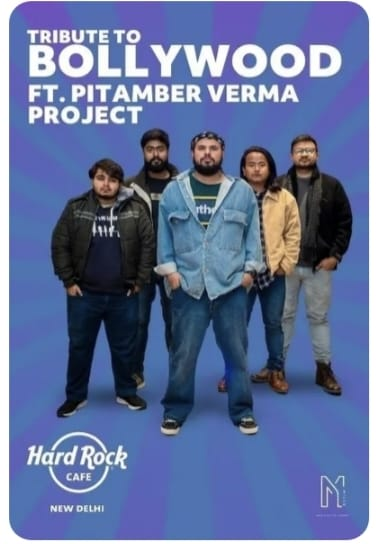 TRIBUTE TO
BOLLYWOOD
FT. PITAMBER VERMA
PROJECT
Hard Rock
CAFE
NEW DELHI
M